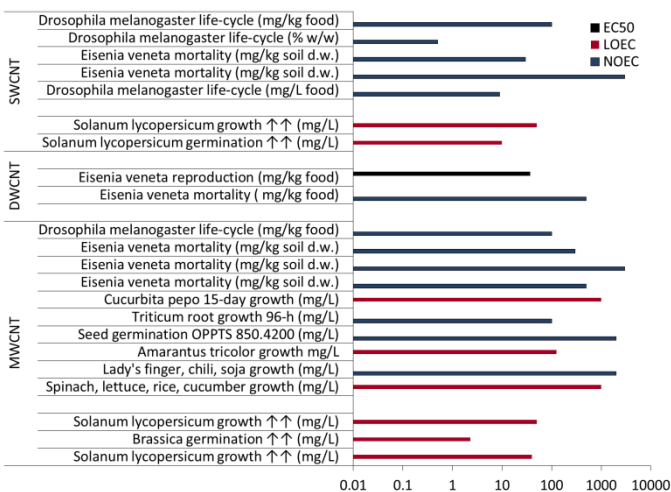 Drosophila melanogaster life-cycle (mg/kg food)
Drosophila melanogaster life-cycle (% w/w)
Eisenia veneta mortality (mg/kg soil d.w.)
Eisenia veneta mortality (mg/kg soil d.w.)
Drosophila melanogaster life-cycle (mg/L food)
Solanum lycopersicum growth ↑↑ (mg/L)
Solanum lycopersicum germination ↑↑ (mg/L)
SWCNT
Eisenia veneta reproduction (mg/kg food)
Eisenia veneta mortality ( mg/kg food)
DWCNT
Drosophila melanogaster life-cycle (mg/kg food)
Eisenia veneta mortality (mg/kg soil d.w.)
Eisenia veneta mortality (mg/kg soil d.w.)
Eisenia veneta mortality (mg/kg soil d.w.)
Cucurbita pepo 15-day growth (mg/L)
Triticum root growth 96-h (mg/L)
Seed germination OPPTS 850.4200 (mg/L)
Amarantus tricolor growth mg/L
Lady's finger, chili, soja growth (mg/L)
Spinach, lettuce, rice, cucumber growth (mg/L)
Solanum lycopersicum growth ↑↑ (mg/L)
Brassica germination ↑↑ (mg/L)
Solanum lycopersicum growth ↑↑ (mg/L)
MWCNT
EC50
LOEC
NOEC
0.01 0.1 1 10 100 1000 10000